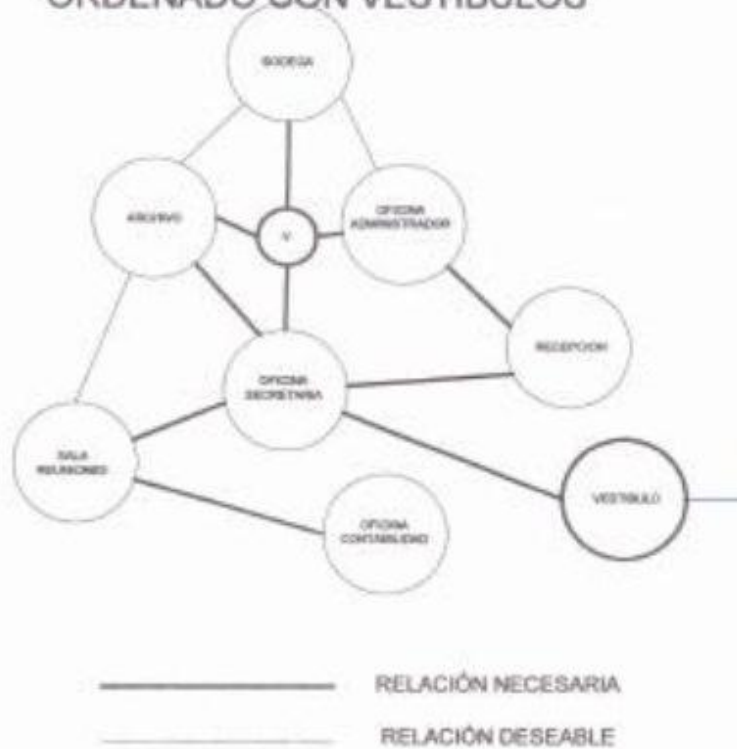 ORDENADO CON VESTIBULOS
BODEGA
ARCHIVO
V
OFICINA
ADMINISTRADOR
RECEPCION
OFICINA
SECRETARIA
SALA
REUNIONES
VESTIBULO
OFICINA
CONTABILIDAD
RELACIÓN NECESARIA
RELACIÓN DESEABLE